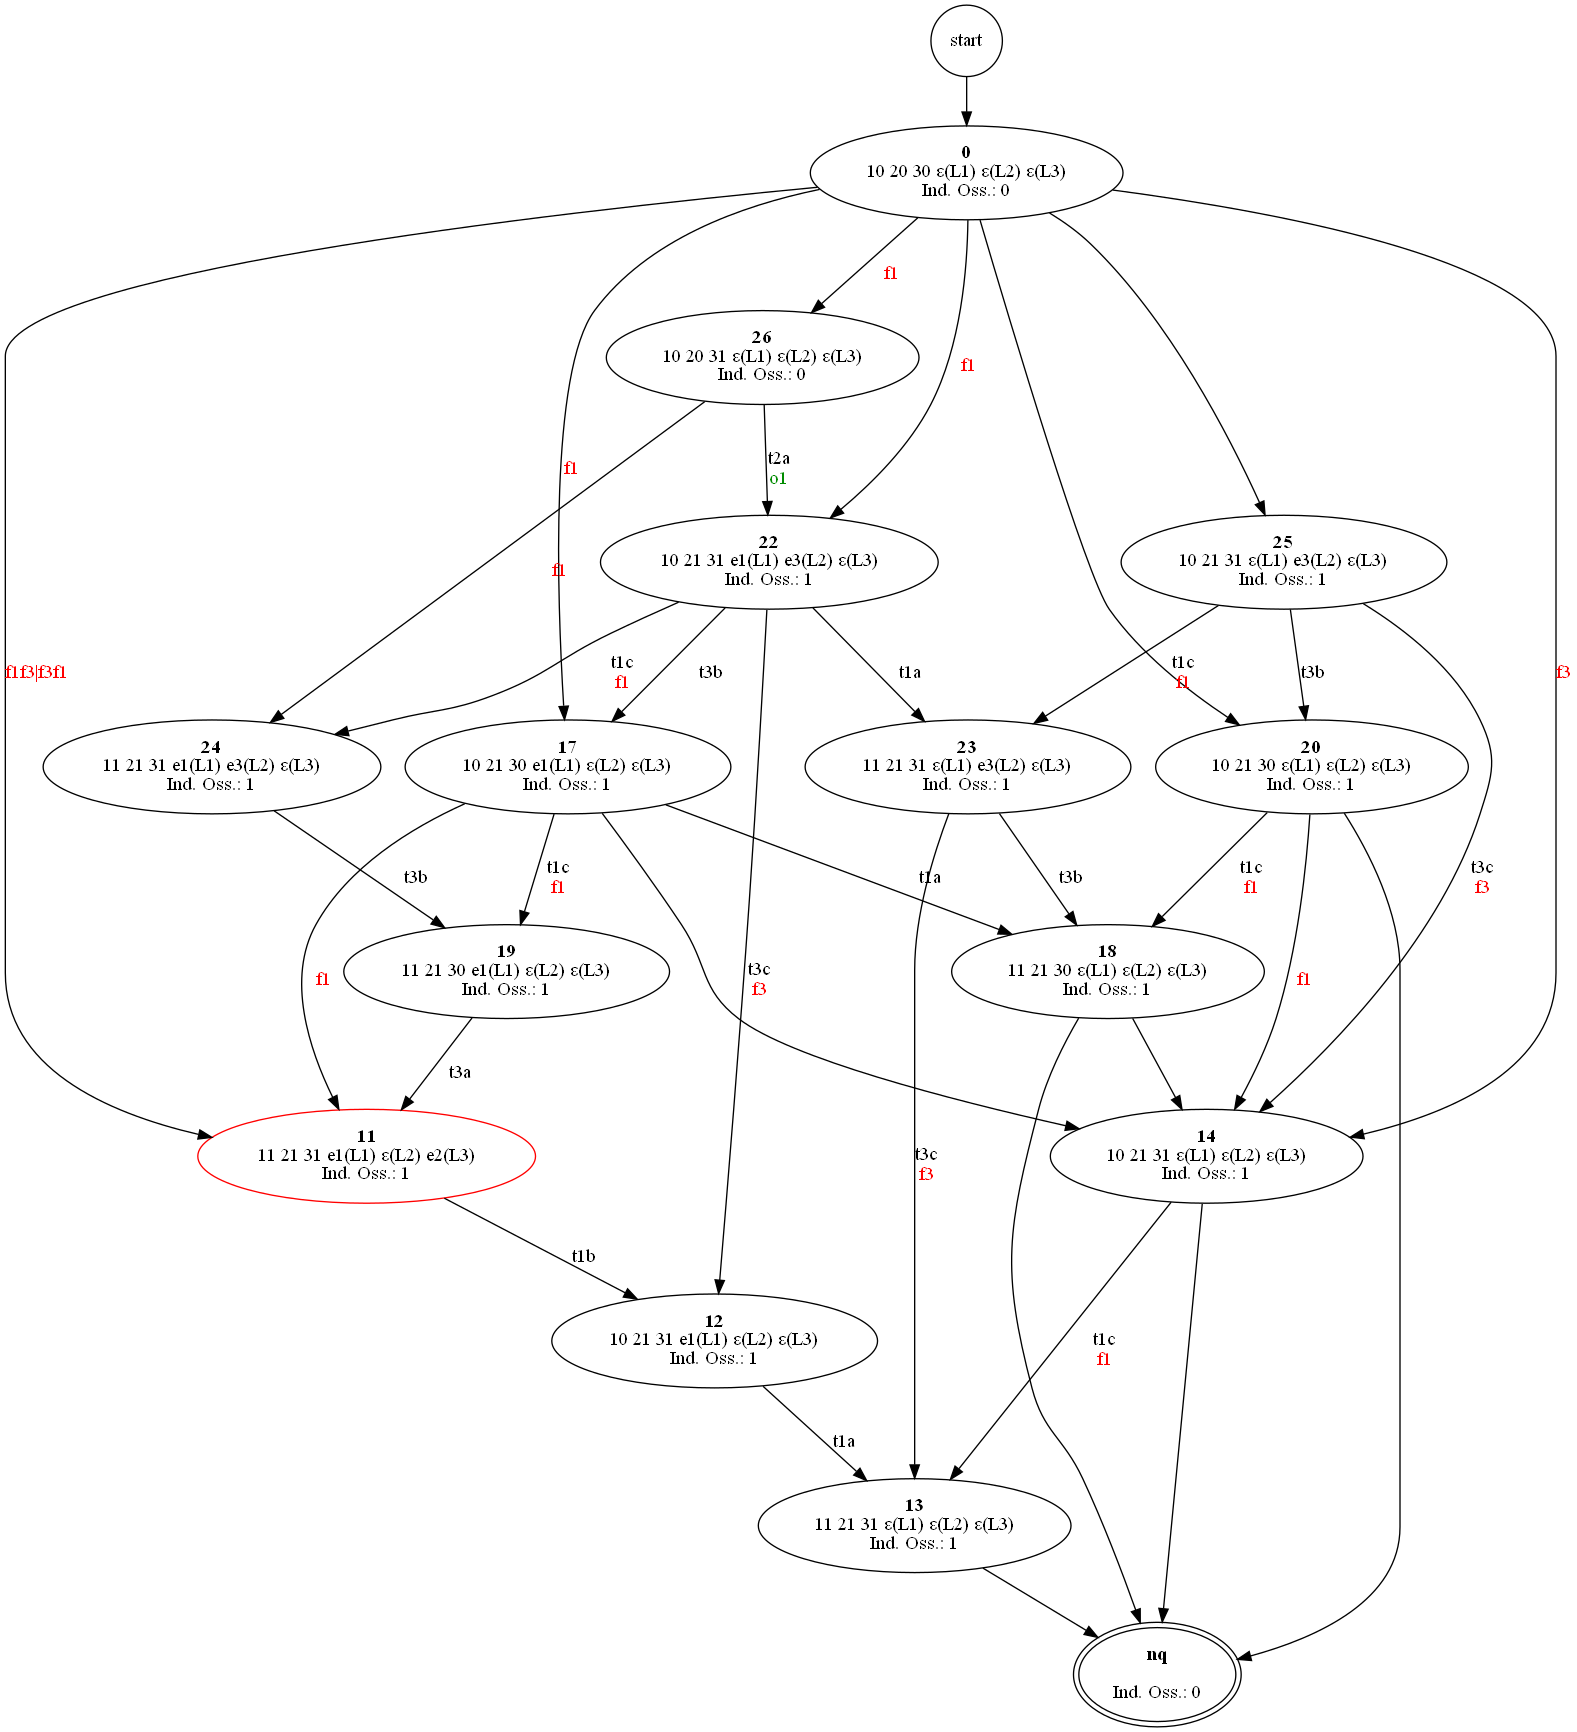 start
0
10 20 30 ε(L1) ε(L2) ε(L3)
Ind. Oss.: 0
f1
26
10 20 31 ε(L1) ε(L2) ε(L3)
Ind. Oss.: 0
f1
f1
t2a
o1
22
10 21 31 e1(L1) e3(L2) ε(L3)
Ind. Oss.: 1
25
10 21 31 ε(L1) e3(L2) ε(L3)
Ind. Oss.: 1
f1
f1f3|f3f1
t1c
f1
t3b
t1a
t1c
f1
t3b
f3
24
11 21 31 e1(L1) e3(L2) ε(L3)
Ind. Oss.: 1
17
10 21 30 e1(L1) ε(L2) ε(L3)
Ind. Oss.: 1
23
11 21 31 ε(L1) e3(L2) ε(L3)
Ind. Oss.: 1
20
10 21 30 ε(L1) ε(L2) ε(L3)
Ind. Oss.: 1
t3b
t1c
f1
t1a
t3b
t1c
f1
t3c
f3
19
11 21 30 e1(L1) ε(L2) ε(L3)
Ind. Oss.: 1
18
11 21 30 ε(L1) ε(L2) ε(L3)
Ind. Oss.: 1
f1
t3c
f3
f1
t3a
11
11 21 31 e1(L1) ε(L2) e2(L3)
Ind. Oss.: 1
14
10 21 31 ε(L1) ε(L2) ε(L3)
Ind. Oss.: 1
t3c
f3
t1b
12
10 21 31 e1(L1) ε(L2) ε(L3)
Ind. Oss.: 1
t1c
f1
t1a
13
11 21 31 ε(L1) ε(L2) ε(L3)
Ind. Oss.: 1
nq
Ind. Oss.: 0